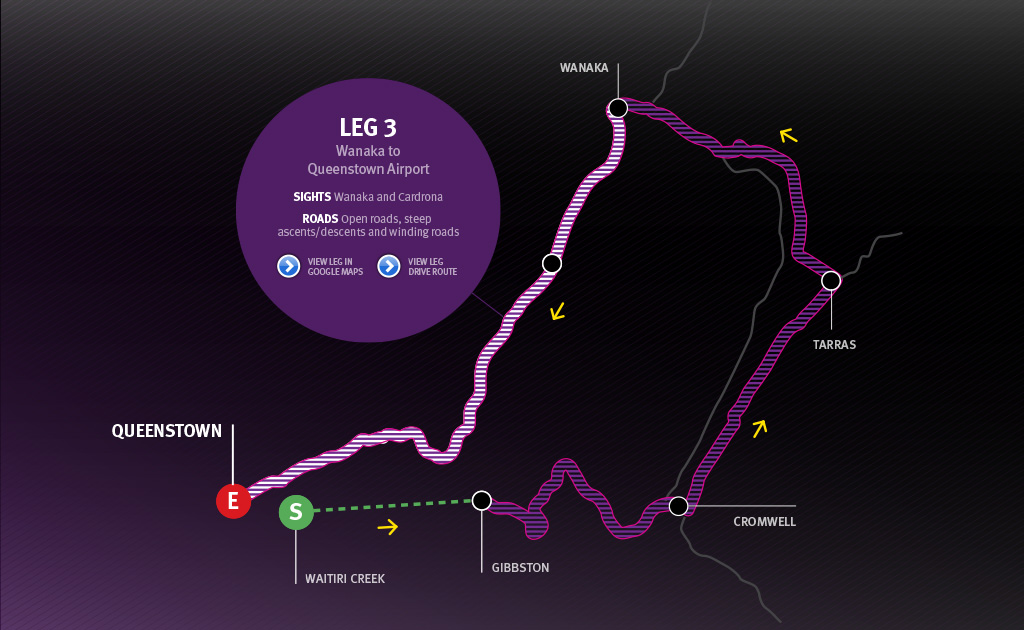 WANAKA
LEG 3
Wanaka to
Queenstown Airport
SIGHTS Wanaka and Cardrona
ROADS Open roads, steep
ascents/descents and winding roads
VIEW LEG IN
GOOGLE MAPS
VIEW LEG
DRIVE ROUTE
TARRAS
QUEENSTOWN
E
S
CROMWELL
GIBBSTON
WAITIRI CREEK